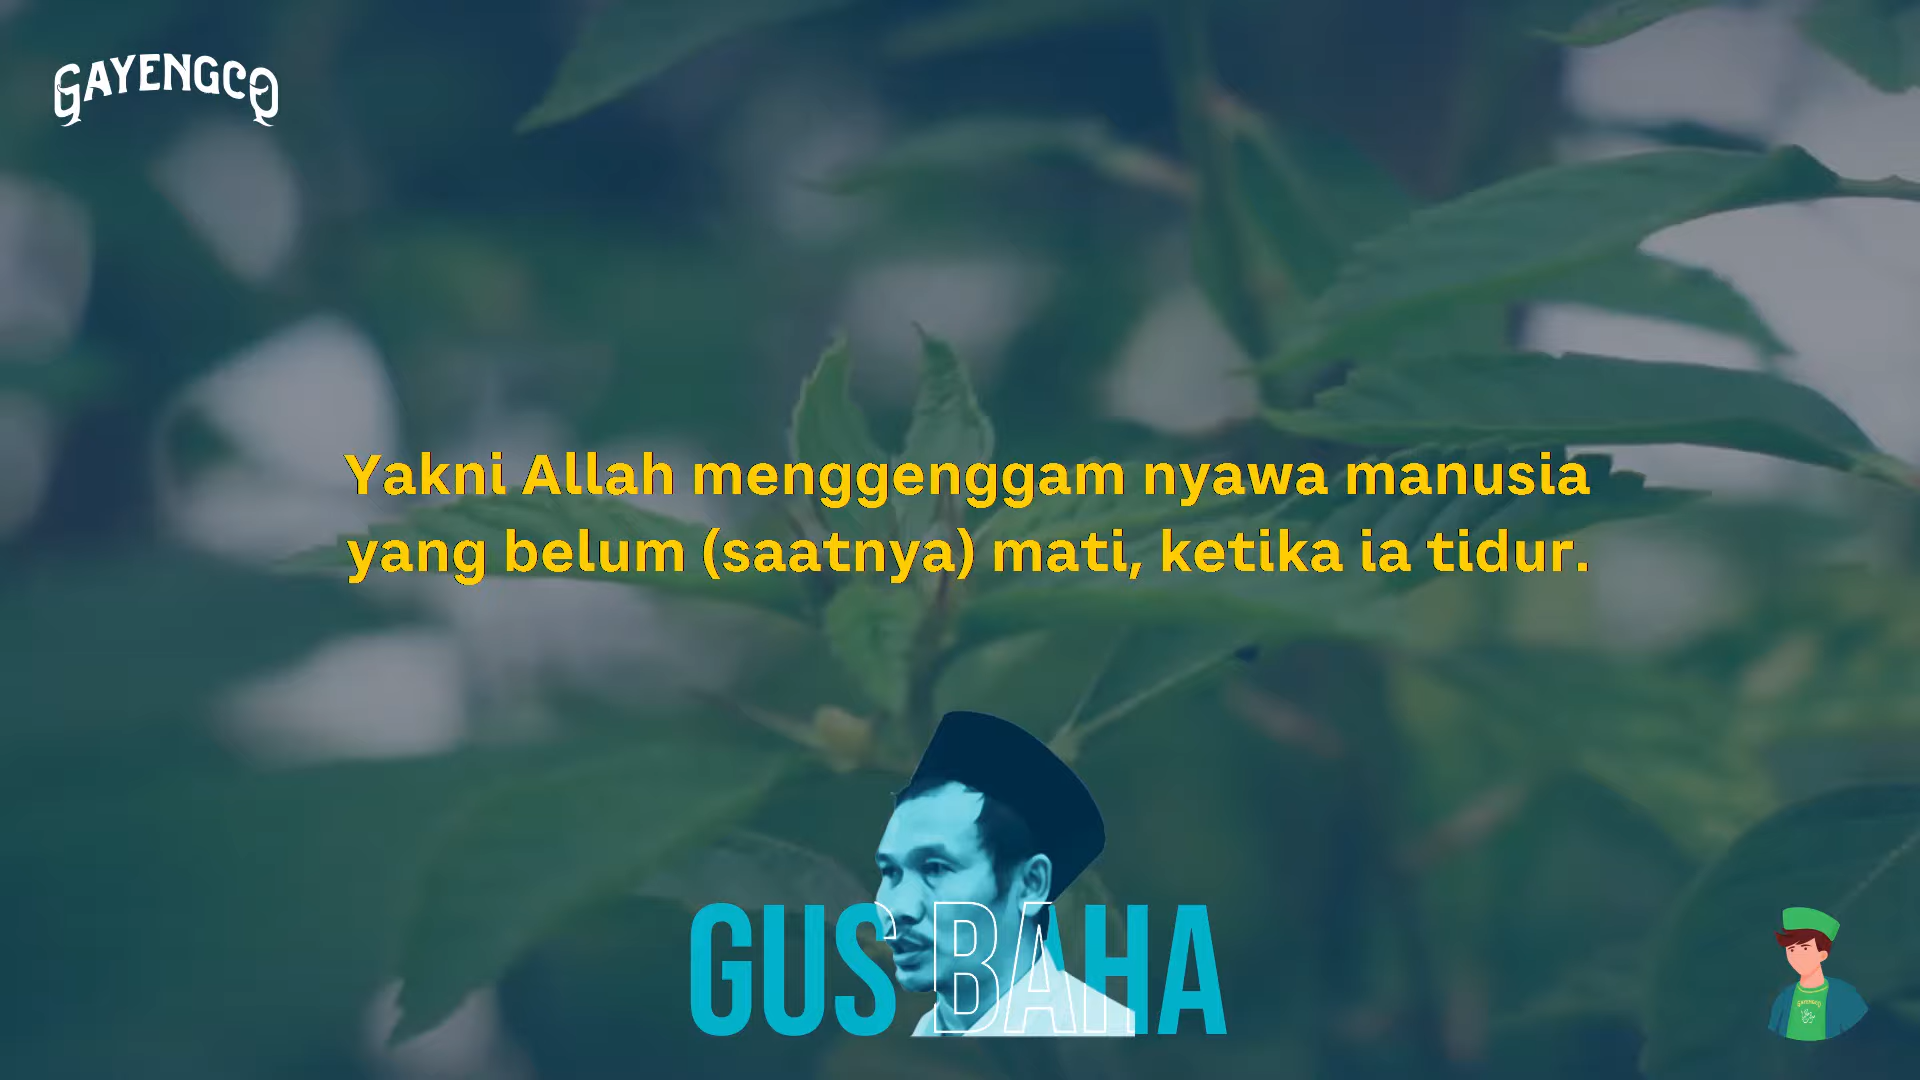 GAYENGCO
Yakni Allah menggenggam nyawa manusia
yang belum (saatnya) mati, ketika ia tidur.
GUS BAHA